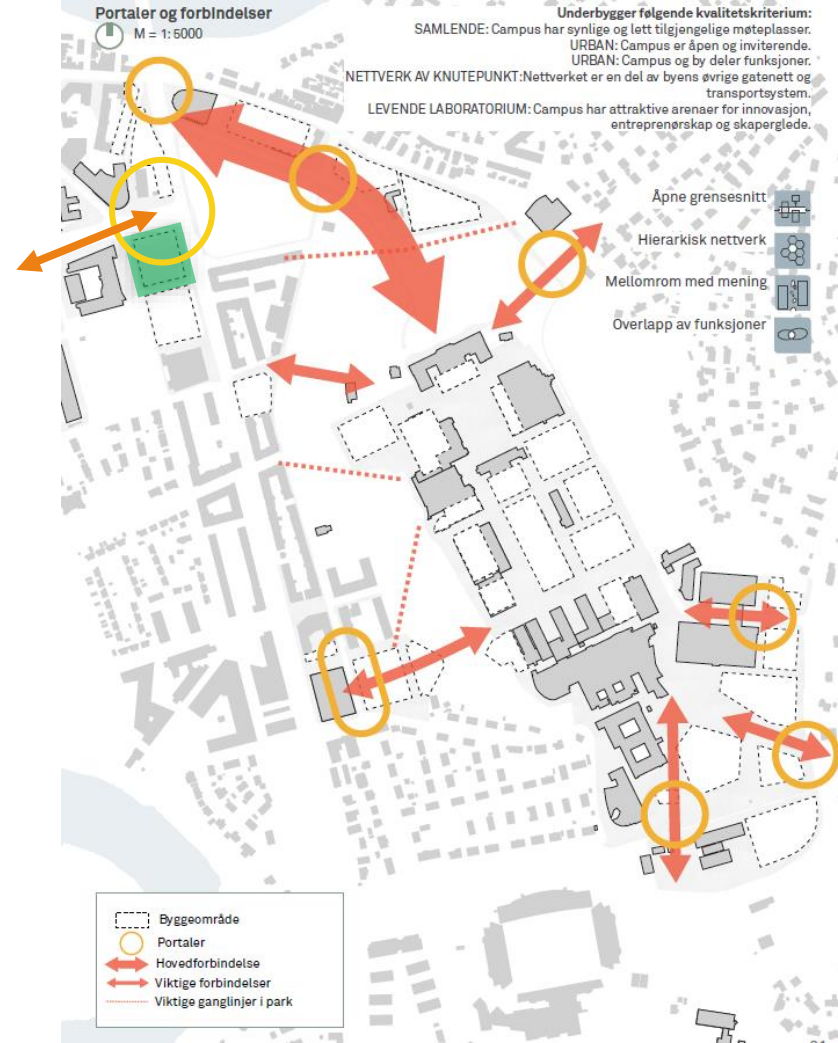 Portaler og forbindelser
M = 1: 5000
Underbygger følgende kvalitetskriterium:
SAMLENDE: Campus har synlige og lett tilgjengelige møteplasser.
URBAN: Campus er åpen og inviterende.
URBAN: Campus og by deler funksjoner.
NETTVERK AV KNUTEPUNKT:Nettverket er en del av byens øvrige gatenett og
transportsystem.
LEVENDE LABORATORIUM: Campus har attraktive arenaer for innovasjon,
entreprenørskap og skaperglede.
Åpne grensesnitt
Hierarkisk nettverk
Mellomrom med mening
Overlapp av funksjoner
Byggeområde
Portaler
Hovedforbindelse
Viktige forbindelser
Viktige ganglinjer i park